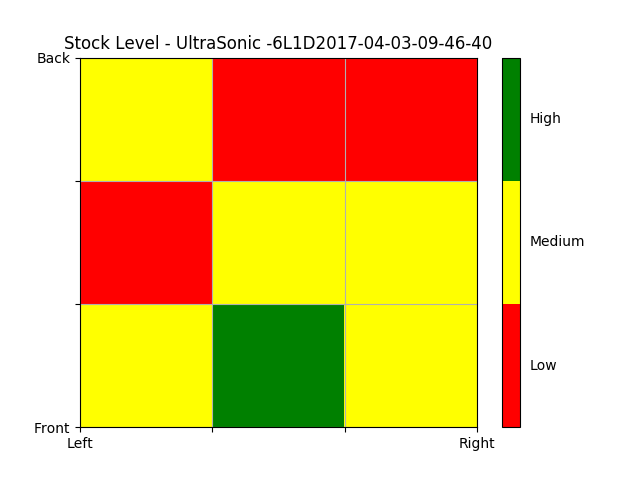 Stock Level - UltraSonic -6L1D2017-04-03-09-46-40
Back
High
Medium
Low
Front
Left
Right